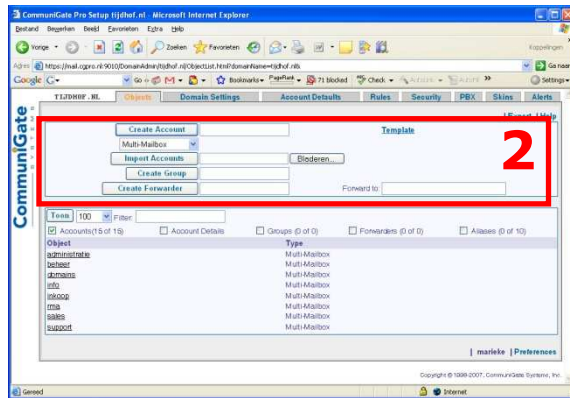 CommuniGate Pro Setup tijdhof.nl - Microsoft Internet Explorer
Bestand Bewerken Beeld Favorieten Extra Help
Vorige Zoeken Favorieten Koppelingen
Adres https://mail.cgpro.nl:9010/DomainAdmin/tijdhof.nl/ObjectList.html?domainName=tijdhof.nl& Ga naar
Google G Go Bookmarks PageRank 71 blocked Check Settings
TIJDHOF.NL Objects Domain Settings Account Defaults Rules Security PBX Skins Alerts
| Help
CommuniGate
Create Account Template
Multi-Mailbox
Import Accounts Bladeren...
Create Group
Create Forwarder Forward to:
2
Toon 100 Filter:
Accounts(15 of 15) Account Details Groups (0 of 0) Forwarders (0 of 0) Aliases (0 of 10)
Object Type
administratie Multi-Mailbox
beheer Multi-Mailbox
domains Multi-Mailbox
info Multi-Mailbox
inkoop Multi-Mailbox
rma Multi-Mailbox
sales Multi-Mailbox
support Multi-Mailbox
| marieke | Preferences
Copyright © 1998-2007, CommuniGate Systems, Inc.
Gereed Internet